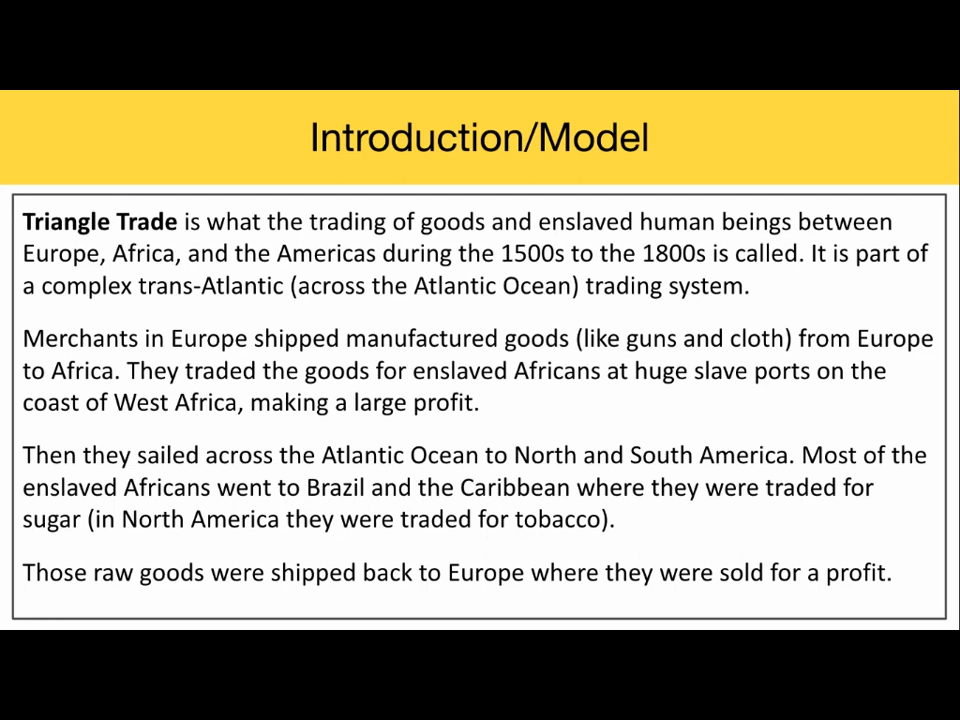 Introduction/Model
Triangle Trade is what the trading of goods and enslaved human beings between
Europe, Africa, and the Americas during the 1500s to the 1800s is called. It is part of
a complex trans-Atlantic (across the Atlantic Ocean) trading system.
Merchants in Europe shipped manufactured goods (like guns and cloth) from Europe
to Africa. They traded the goods for enslaved Africans at huge slave ports on the
coast of West Africa, making a large profit.
Then they sailed across the Atlantic Ocean to North and South America. Most of the
enslaved Africans went to Brazil and the Caribbean where they were traded for
sugar (in North America they were traded for tobacco).
Those raw goods were shipped back to Europe where they were sold for a profit.